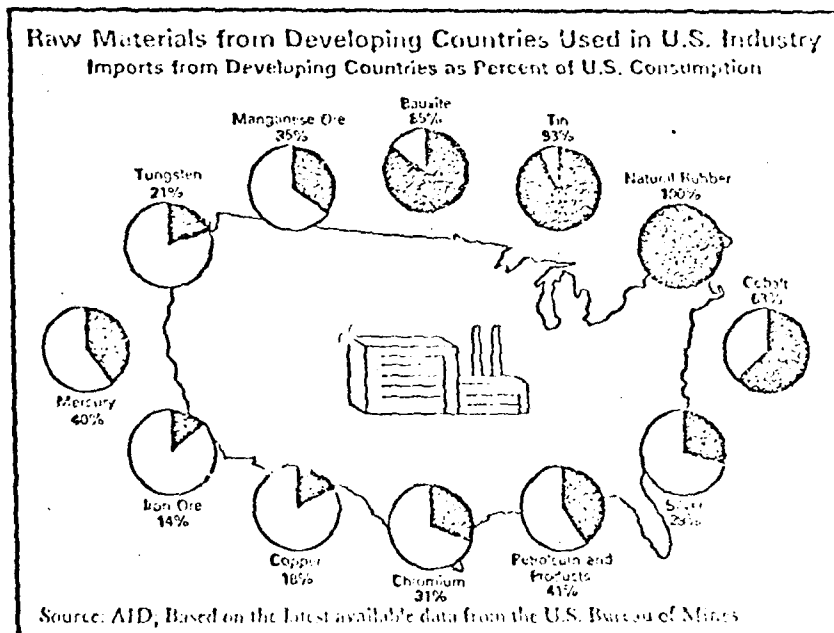 Raw Materials from Developing Countries Used in U.S. Industry
Imports from Developing Countries as Percent of U.S. Consumption
Bauxite
85%
Tin
93%
Manganese Ore
35%
Natural Rubber
100%
Tungsten
21%
Cobalt
63%
Mercury
40%
Iron Ore
14%
Silver
29%
Copper
18%
Chromium
31%
Petroleum and
Products
41%
Source: AID; Based on the latest available data from the U.S. Bureau of Mines